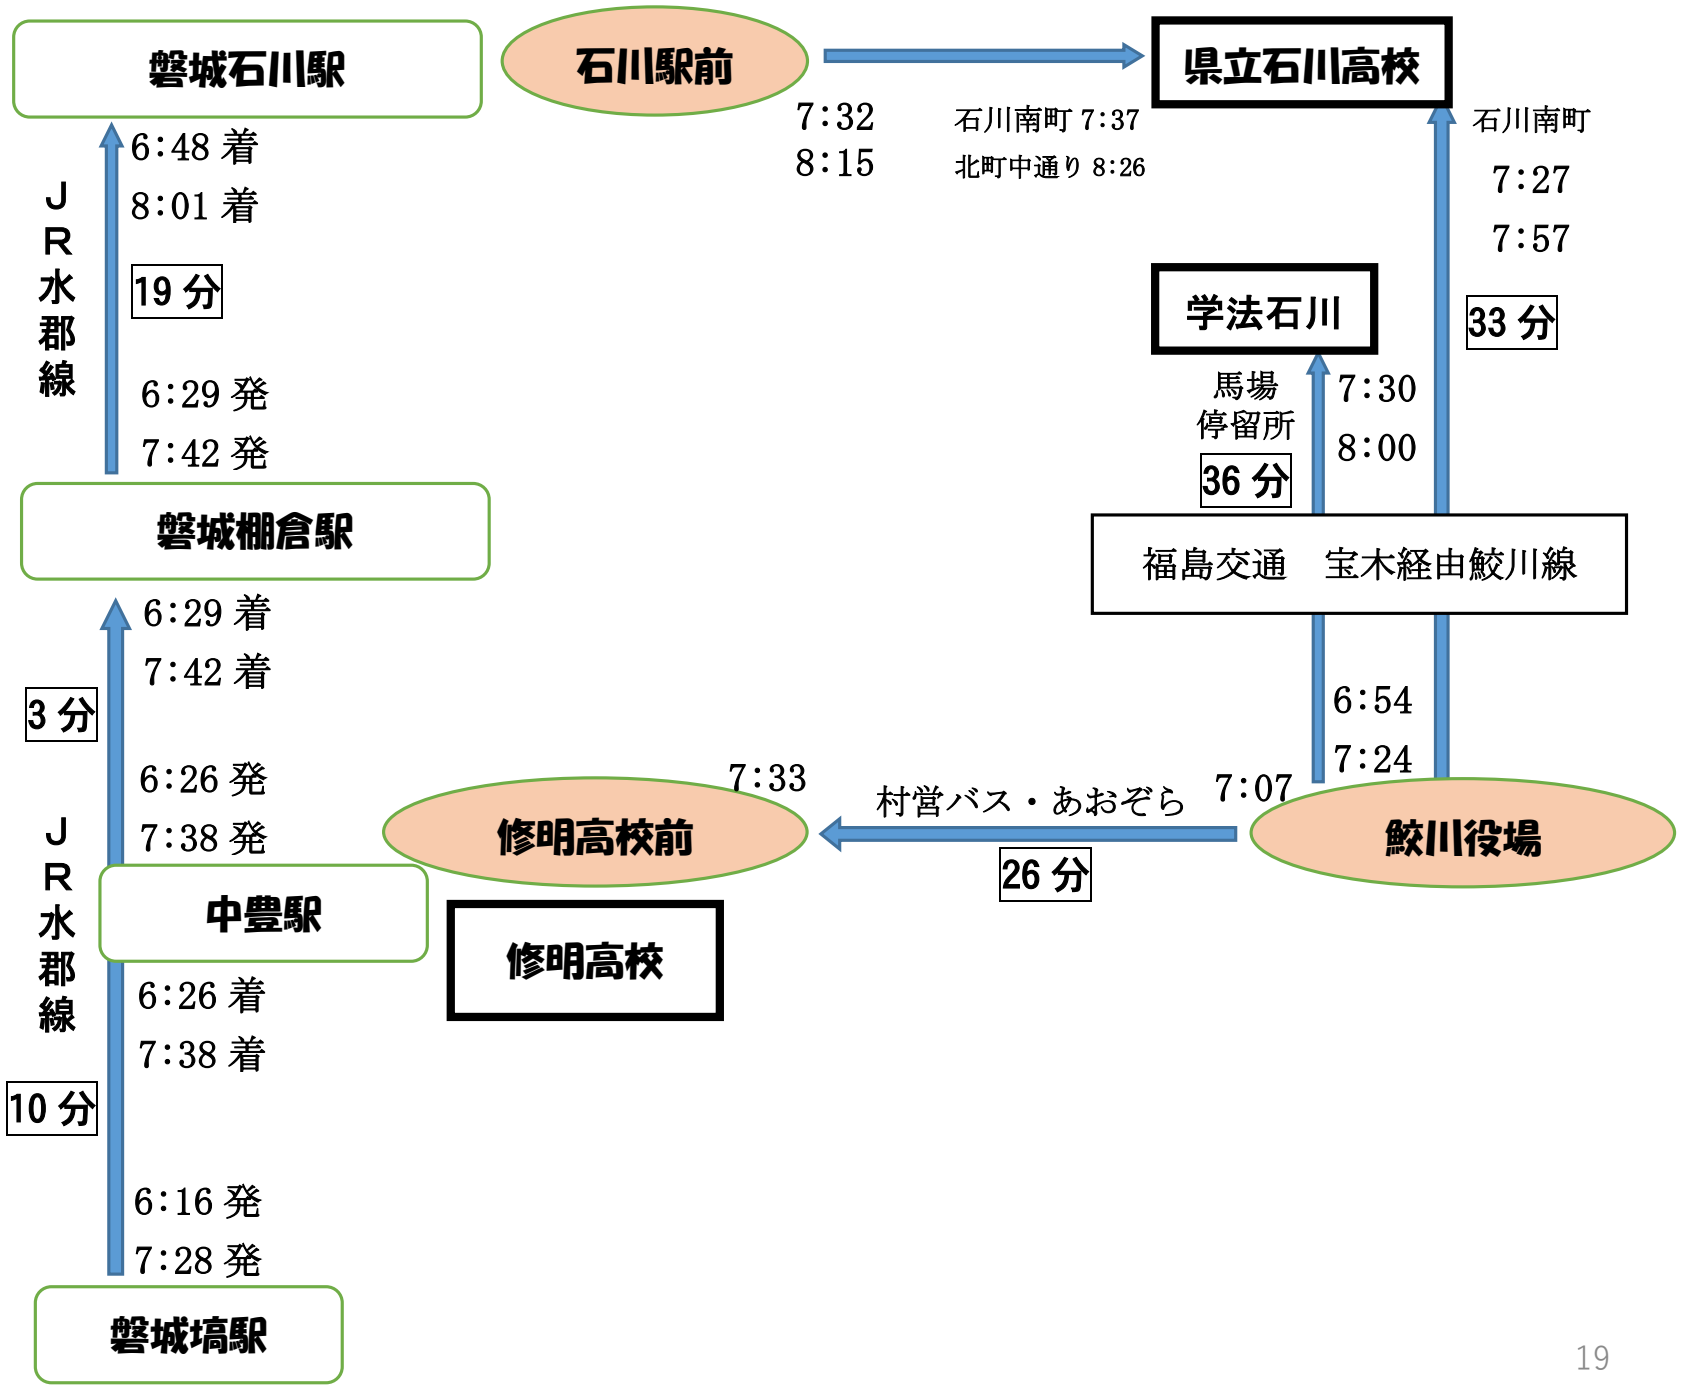 磐城石川駅
石川駅前
県立石川高校
6:48 着
8:01 着
7:32
8:15
石川南町 7:37
北町中通り 8:26
石川南町
7:27
7:57
JR水郡線
19 分
33 分
学法石川
6:29 発
7:42 発
馬場
停留所
7:30
8:00
36 分
磐城棚倉駅
福島交通 宝木経由鮫川線
6:29 着
7:42 着
3 分
6:54
7:24
6:26 発
7:38 発
7:33
村営バス・あおぞら
7:07
修明高校前
鮫川役場
26 分
JR水郡線
中豊駅
修明高校
6:26 着
7:38 着
10 分
6:16 発
7:28 発
磐城塙駅
19